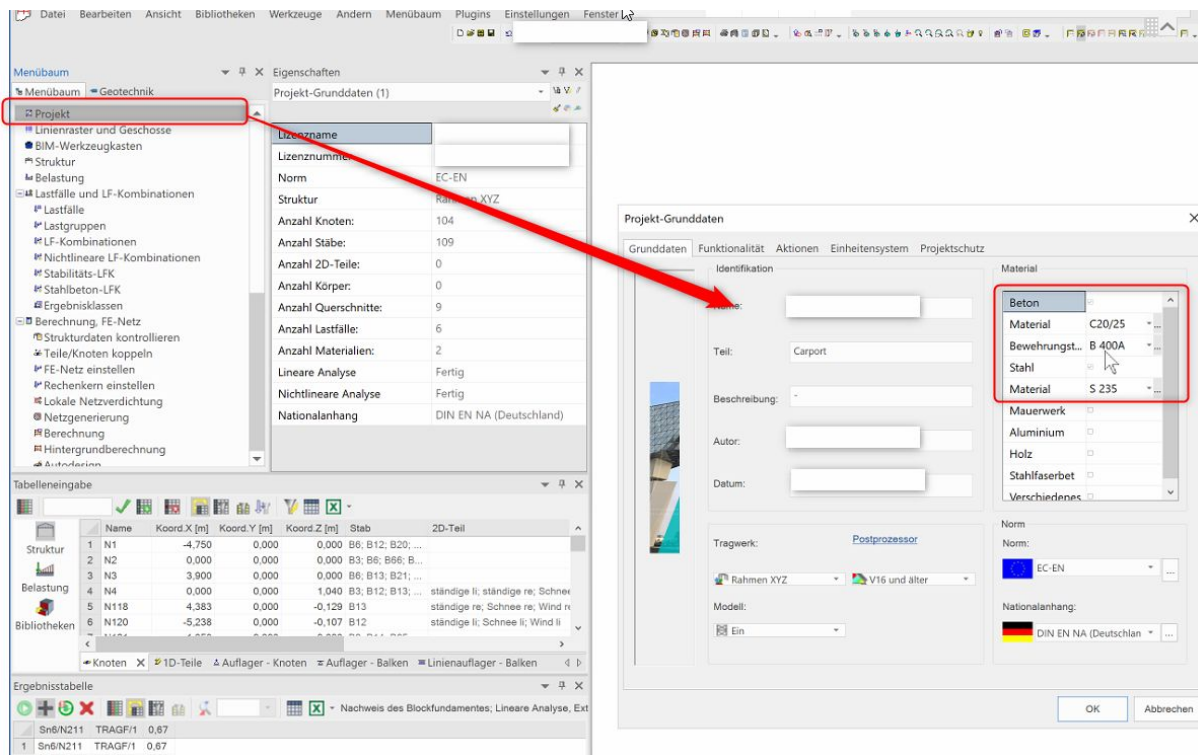 Datei Bearbeiten Ansicht Bibliotheken Werkzeuge Ändern Menübaum Plugins Einstellungen Fenster
Menübaum
Menübaum Geotechnik
Projekt
Linienraster und Geschosse
BIM-Werkzeugkasten
Struktur
Belastung
Lastfälle und LF-Kombinationen
Lastfälle
Lastgruppen
LF-Kombinationen
Nichtlineare LF-Kombinationen
Stabilitäts-LFK
Stahlbeton-LFK
Ergebnisklassen
Berechnung, FE-Netz
Strukturdaten kontrollieren
Teile/Knoten koppeln
FE-Netz einstellen
Rechenkern einstellen
Lokale Netzverdichtung
Netzgenerierung
Berechnung
Hintergrundberechnung
Autodesign
Eigenschaften
Projekt-Grunddaten (1)
Lizenzname
Lizenznummer
Norm EC-EN
Struktur Rahmen XYZ
Anzahl Knoten: 104
Anzahl Stäbe: 109
Anzahl 2D-Teile: 0
Anzahl Körper: 0
Anzahl Querschnitte: 9
Anzahl Lastfälle: 6
Anzahl Materialien: 2
Lineare Analyse Fertig
Nichtlineare Analyse Fertig
Nationalanhang DIN EN NA (Deutschland)
Projekt-Grunddaten
Grunddaten Funktionalität Aktionen Einheitensystem Projektschutz
Identifikation
Name:
Teil: Carport
Beschreibung: -
Autor:
Datum:
Material
Beton
Material C20/25 ...
Bewehrungst... B 400A ...
Stahl
Material S 235 ...
Mauerwerk
Aluminium
Holz
Stahlfaserbet
Verschiedenes
Tragwerk: Postprozessor
Rahmen XYZ V16 und älter
Modell:
Ein
Norm
Norm:
EC-EN ...
Nationalanhang:
DIN EN NA (Deutschlan ...
OK Abbrechen
Tabelleneingabe
Struktur
Belastung
Bibliotheken
Name Koord.X [m] Koord.Y [m] Koord.Z [m] Stab 2D-Teil
1 N1 -4,750 0,000 0,000 B6; B12; B20; ...
2 N2 0,000 0,000 0,000 B3; B6; B66; B...
3 N3 3,900 0,000 0,000 B6; B13; B21; ...
4 N4 0,000 0,000 1,040 B3; B12; B13; ... ständige li; ständige re; Schnee
5 N118 4,383 0,000 -0,129 B13 ständige re; Schnee re; Wind re
6 N120 -5,238 0,000 -0,107 B12 ständige li; Schnee li; Wind li
Knoten 1D-Teile Auflager - Knoten Auflager - Balken Linienauflager - Balken
Ergebnistabelle
Nachweis des Blockfundamentes; Lineare Analyse, Ext
Sn6/N211 TRAGF/1 0,67
1 Sn6/N211 TRAGF/1 0,67